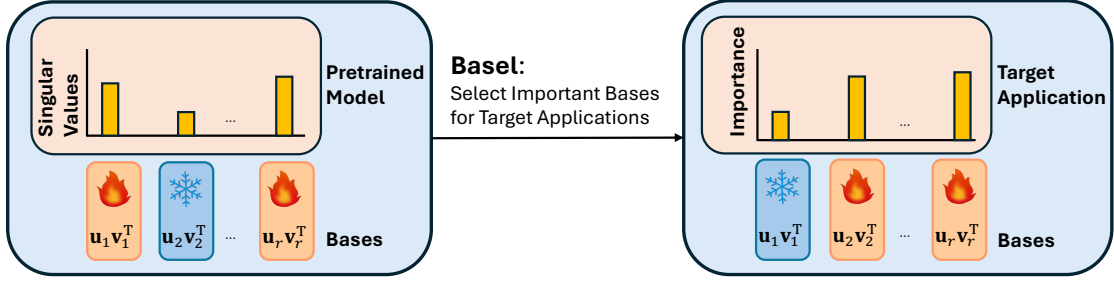 Singular
Values
Pretrained
Model
...
𝐮₁𝐯₁ᵀ
𝐮₂𝐯₂ᵀ
...
𝐮ᵣ𝐯ᵣᵀ
Bases
Basel:
Select Important Bases
for Target Applications
Importance
Target
Application
...
𝐮₁𝐯₁ᵀ
𝐮₂𝐯₂ᵀ
...
𝐮ᵣ𝐯ᵣᵀ
Bases